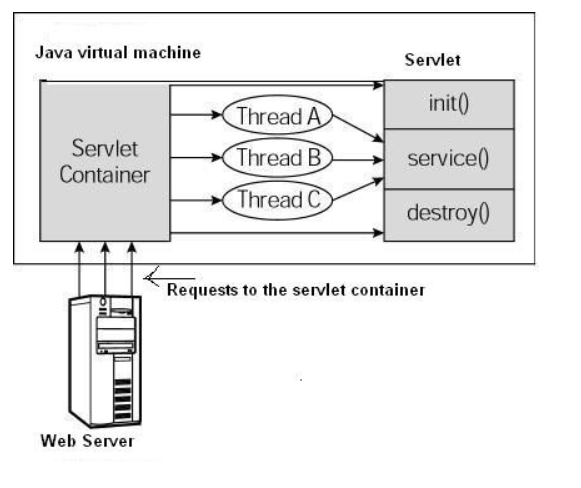 Java virtual machine
Servlet
Servlet
Container
Thread A
Thread B
Thread C
init()
service()
destroy()
Requests to the servlet container
Web Server